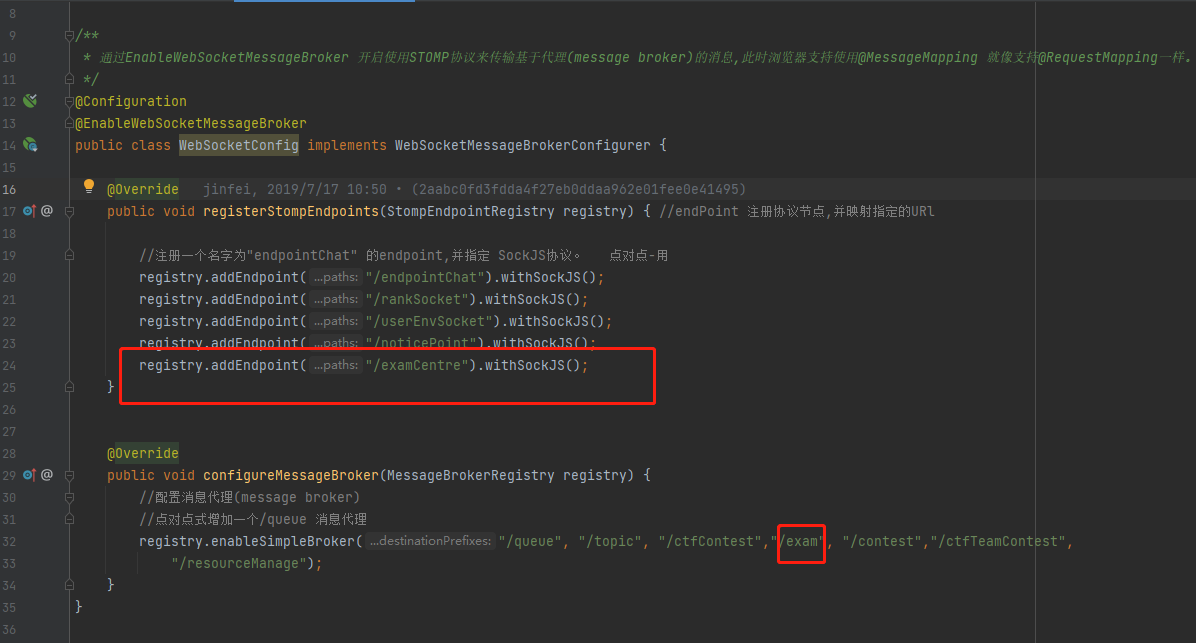 8
9 /**
10 * 通过EnableWebSocketMessageBroker 开启使用STOMP协议来传输基于代理(message broker)的消息,此时浏览器支持使用@MessageMapping 就像支持@RequestMapping一样.
11 */
12 @Configuration
13 @EnableWebSocketMessageBroker
14 public class WebSocketConfig implements WebSocketMessageBrokerConfigurer {
15
16 @Override jinfei, 2019/7/17 10:50 · (2aabc0fd3fdda4f27eb0ddaa962e01fee0e41495)
17 @ public void registerStompEndpoints(StompEndpointRegistry registry) { //endPoint 注册协议节点,并映射指定的URl
18
19 //注册一个名字为"endpointChat" 的endpoint,并指定 SockJS协议。 点对点-用
20 registry.addEndpoint( ...paths: "/endpointChat").withSockJS();
21 registry.addEndpoint( ...paths: "/rankSocket").withSockJS();
22 registry.addEndpoint( ...paths: "/userEnvSocket").withSockJS();
23 registry.addEndpoint( ...paths: "/noticePoint").withSockJS();
24 registry.addEndpoint( ...paths: "/examCentre").withSockJS();
25 }
26
27
28 @Override
29 @ public void configureMessageBroker(MessageBrokerRegistry registry) {
30 //配置消息代理(message broker)
31 //点对点式增加一个/queue 消息代理
32 registry.enableSimpleBroker( ...destinationPrefixes: "/queue", "/topic", "/ctfContest","/exam", "/contest","/ctfTeamContest",
33 "/resourceManage");
34 }
35 }
36